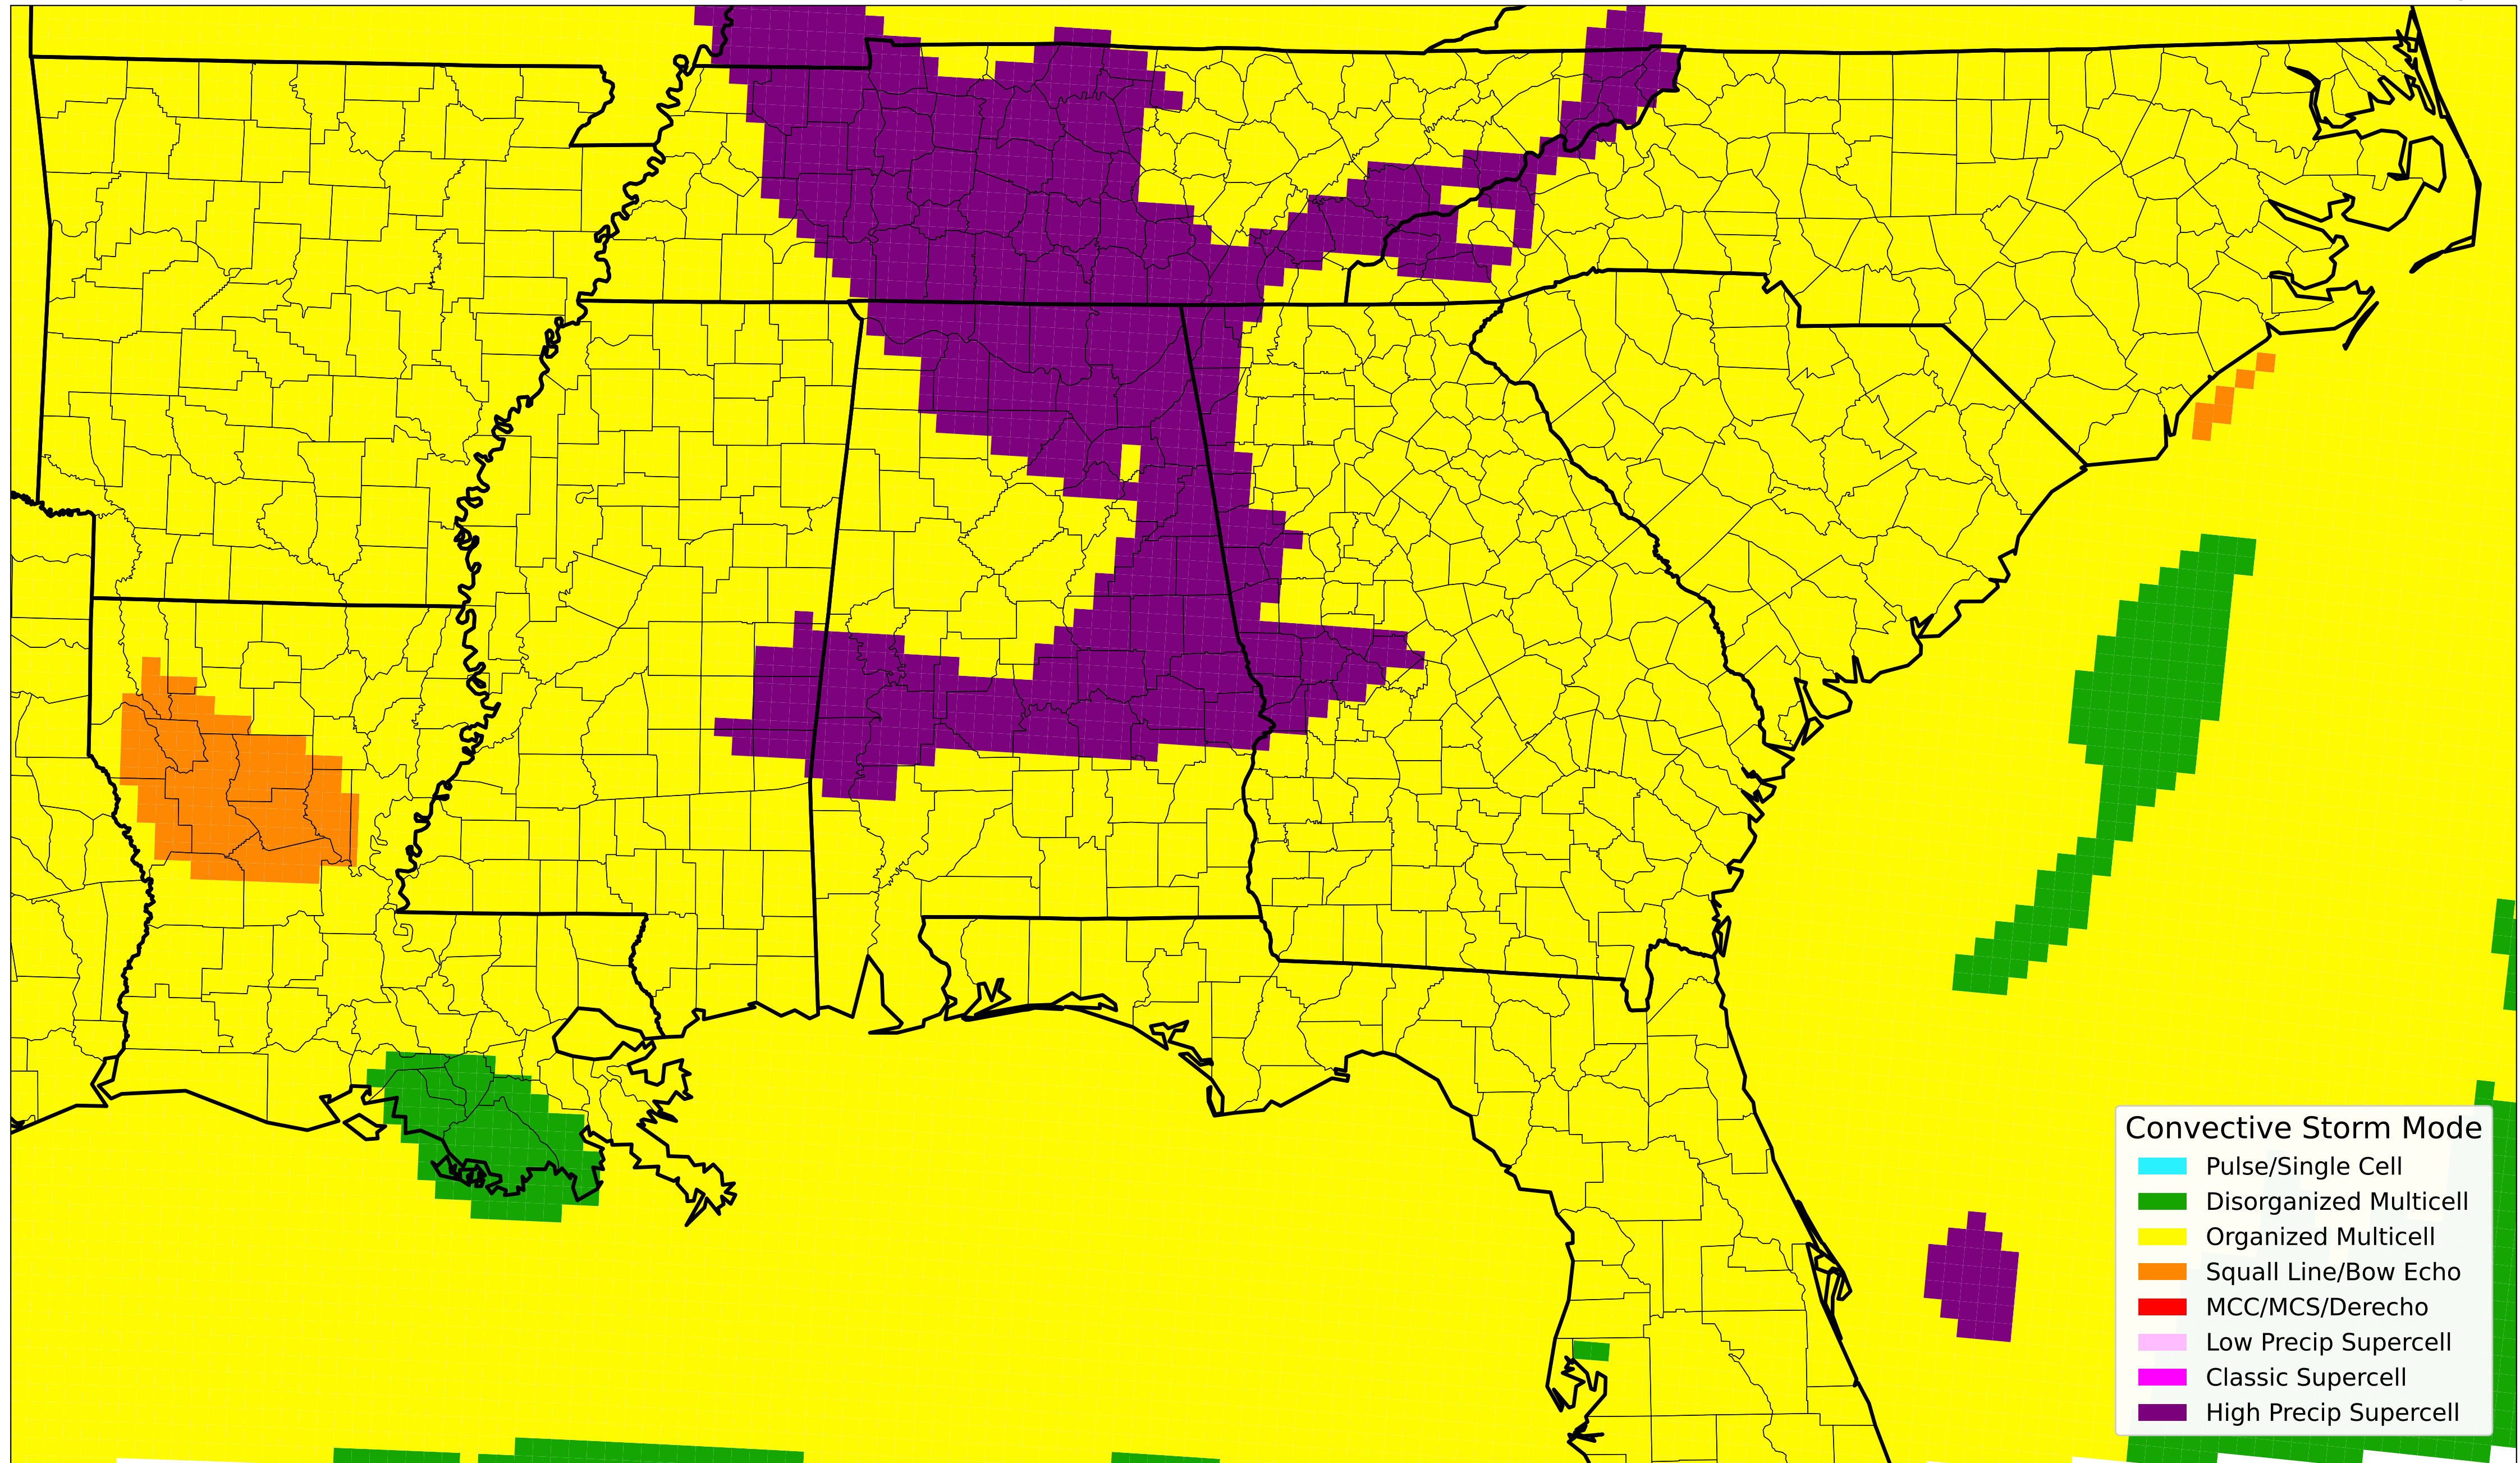 Convective Storm Mode
Pulse/Single Cell
Disorganized Multicell
Organized Multicell
Squall Line/Bow Echo
MCC/MCS/Derecho
Low Precip Supercell
Classic Supercell
High Precip Supercell